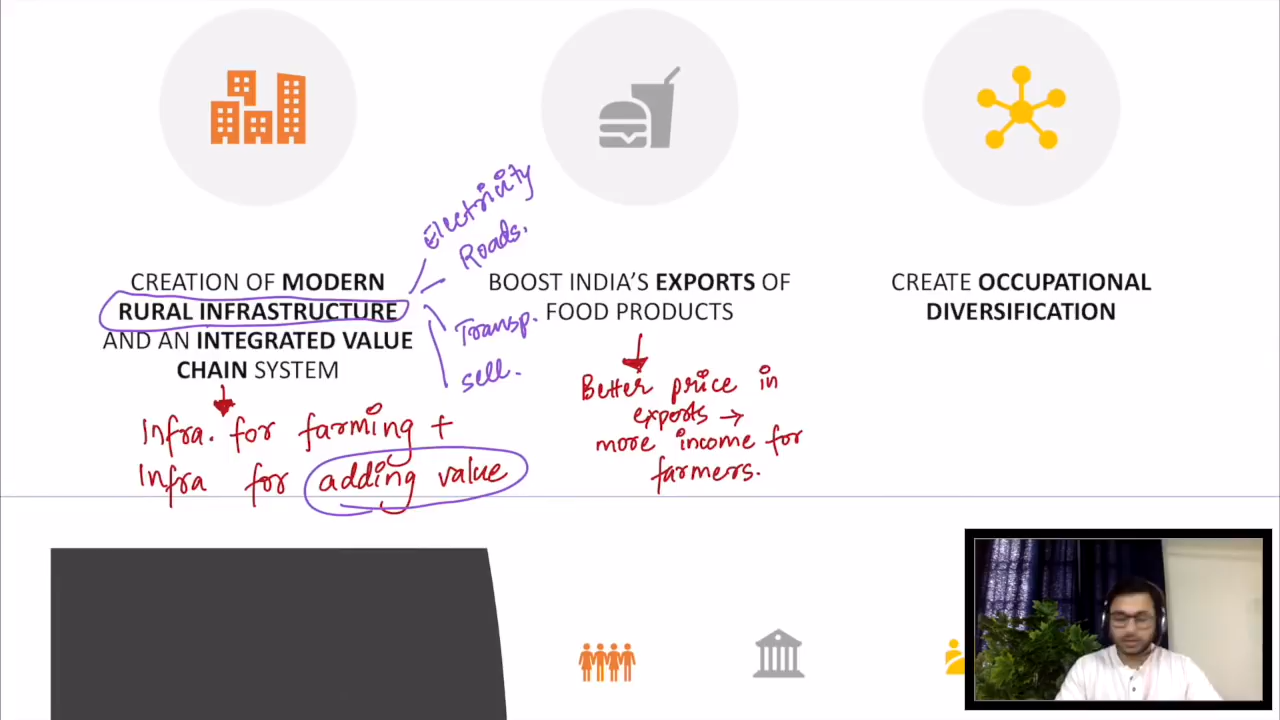 CREATION OF MODERN
RURAL INFRASTRUCTURE
AND AN INTEGRATED VALUE
CHAIN SYSTEM
Infra. for farming +
Infra for adding value
Electricity
Roads.
Transp.
sell.
BOOST INDIA'S EXPORTS OF
FOOD PRODUCTS
Better price in
exports →
more income for
farmers.
CREATE OCCUPATIONAL
DIVERSIFICATION